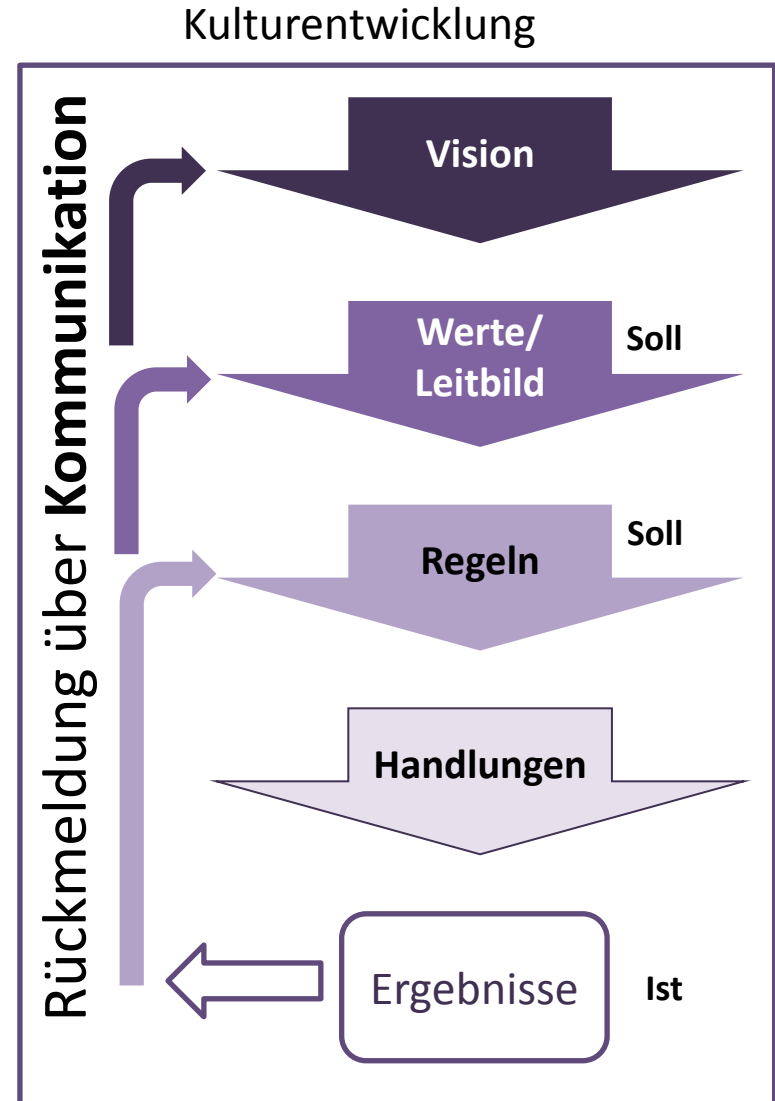 Kulturentwicklung
Rückmeldung über Kommunikation
Vision
Werte/
Leitbild
Soll
Regeln
Soll
Handlungen
Ergebnisse
Ist